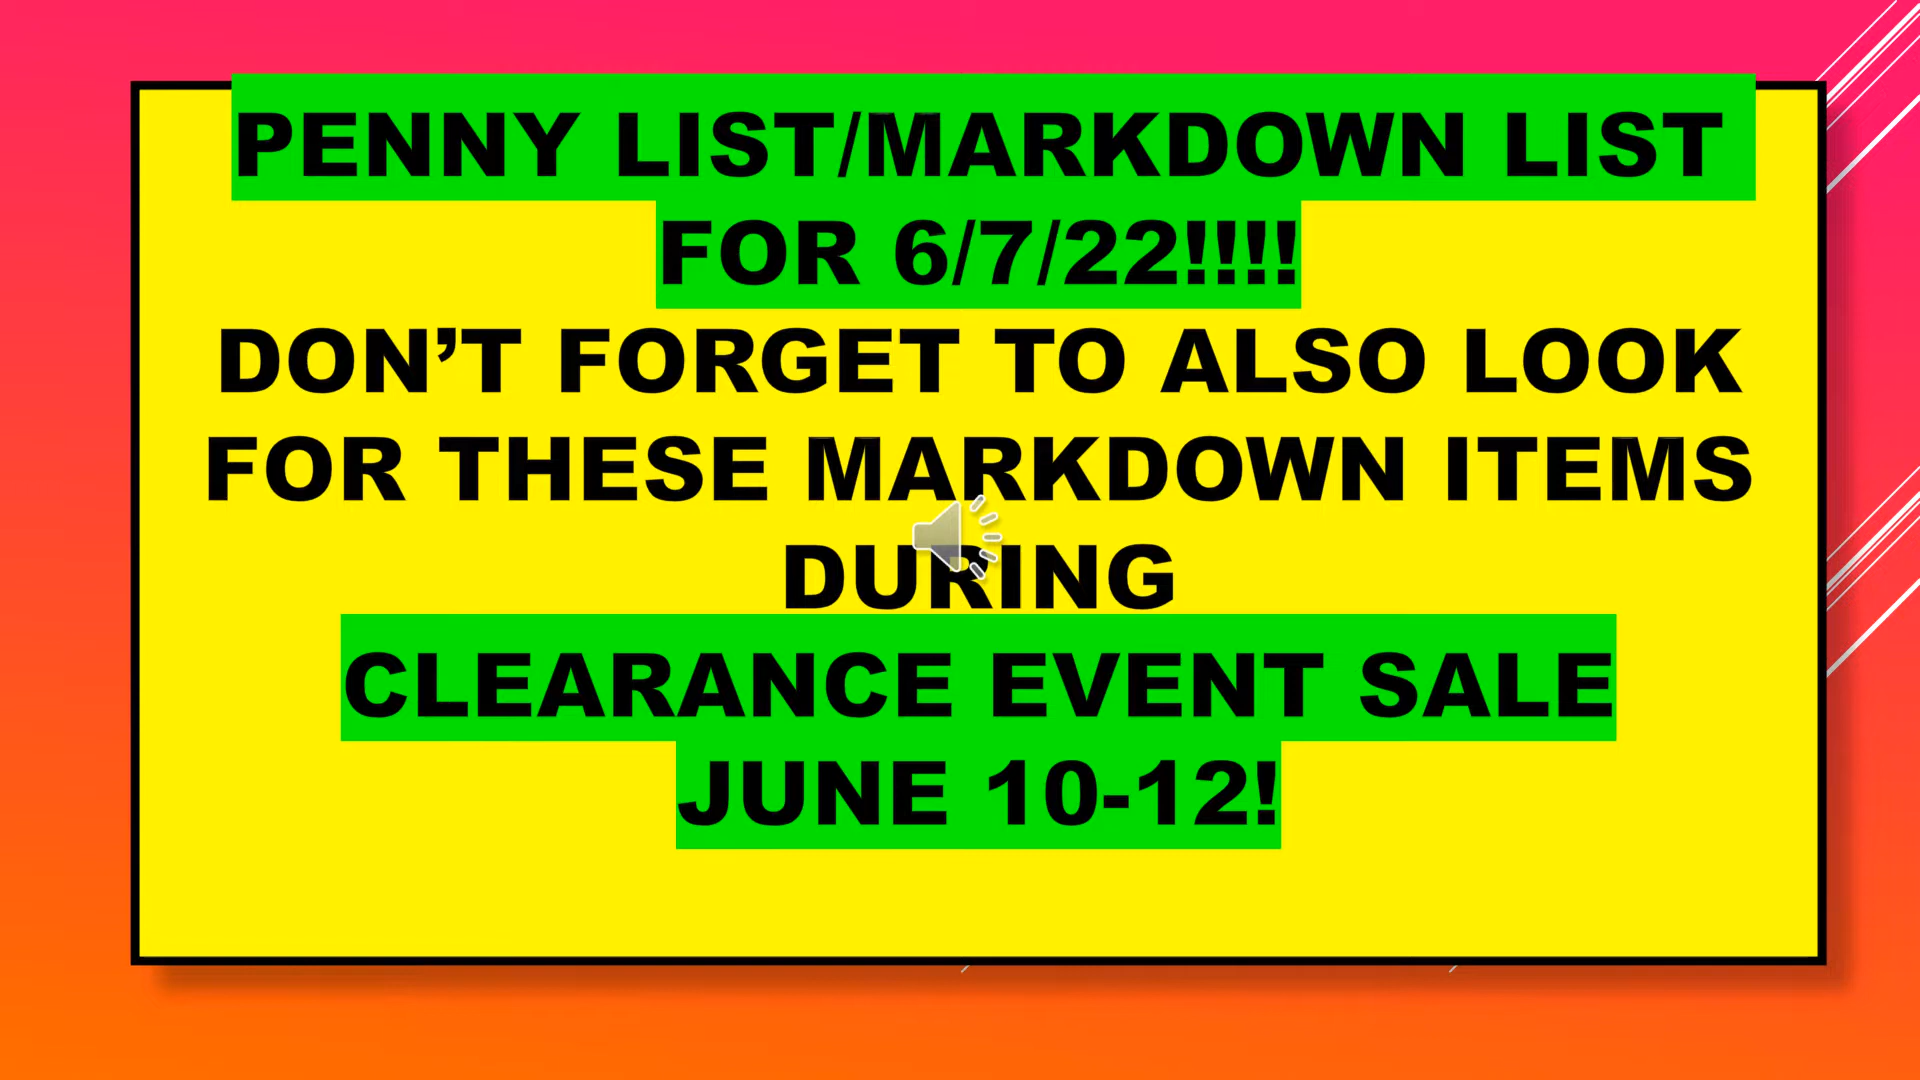 PENNY LIST/MARKDOWN LIST
FOR 6/7/22!!!!
DON’T FORGET TO ALSO LOOK
FOR THESE MARKDOWN ITEMS
DURING
CLEARANCE EVENT SALE
JUNE 10-12!